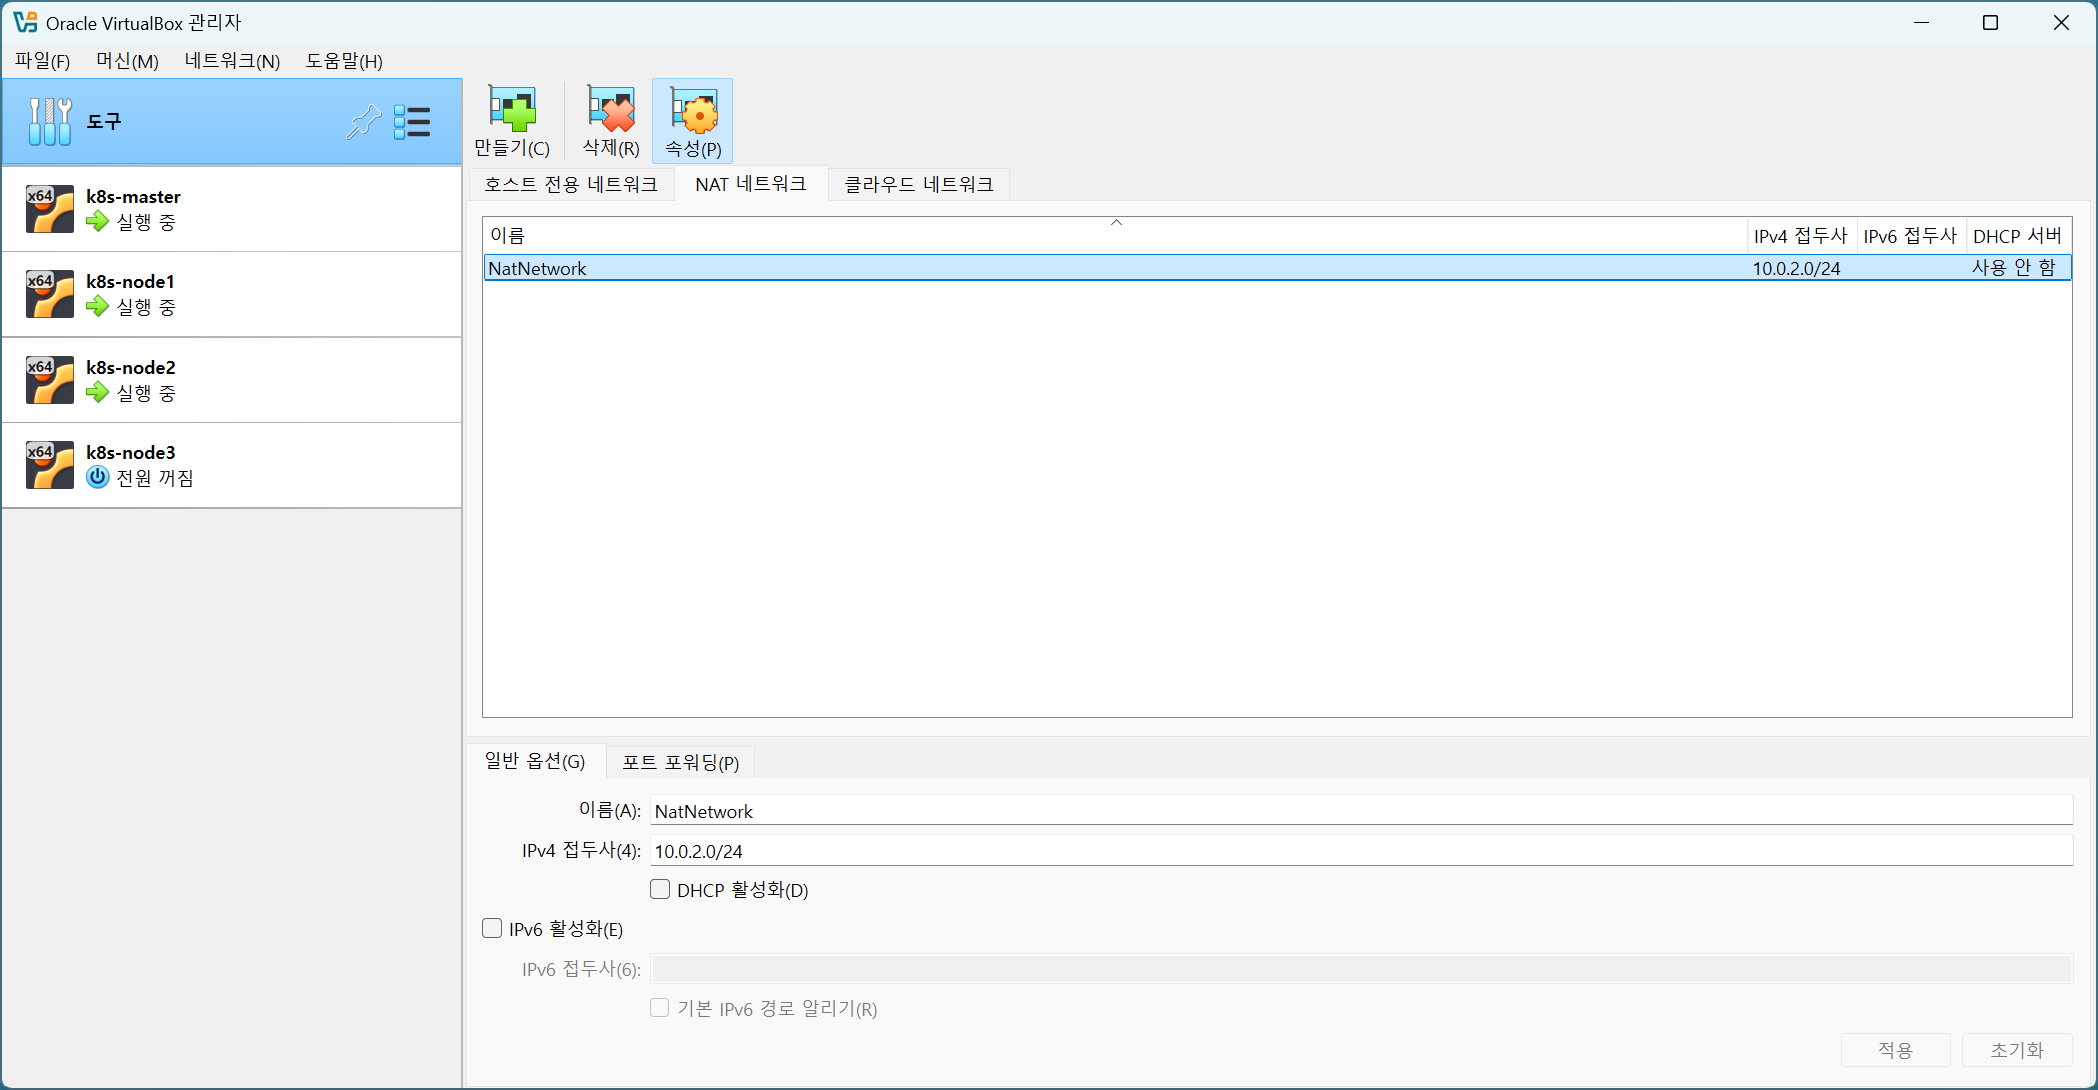 Oracle VirtualBox 관리자
파일(F) 머신(M) 네트워크(N) 도움말(H)
도구
만들기(C) 삭제(R) 속성(P)
x64
k8s-master
실행 중
x64
k8s-node1
실행 중
x64
k8s-node2
실행 중
x64
k8s-node3
전원 꺼짐
호스트 전용 네트워크 NAT 네트워크 클라우드 네트워크
이름 IPv4 접두사 IPv6 접두사 DHCP 서버
NatNetwork 10.0.2.0/24 사용 안 함
일반 옵션(G) 포트 포워딩(P)
이름(A): NatNetwork
IPv4 접두사(4): 10.0.2.0/24
DHCP 활성화(D)
IPv6 활성화(E)
IPv6 접두사(6):
기본 IPv6 경로 알리기(R)
적용 초기화